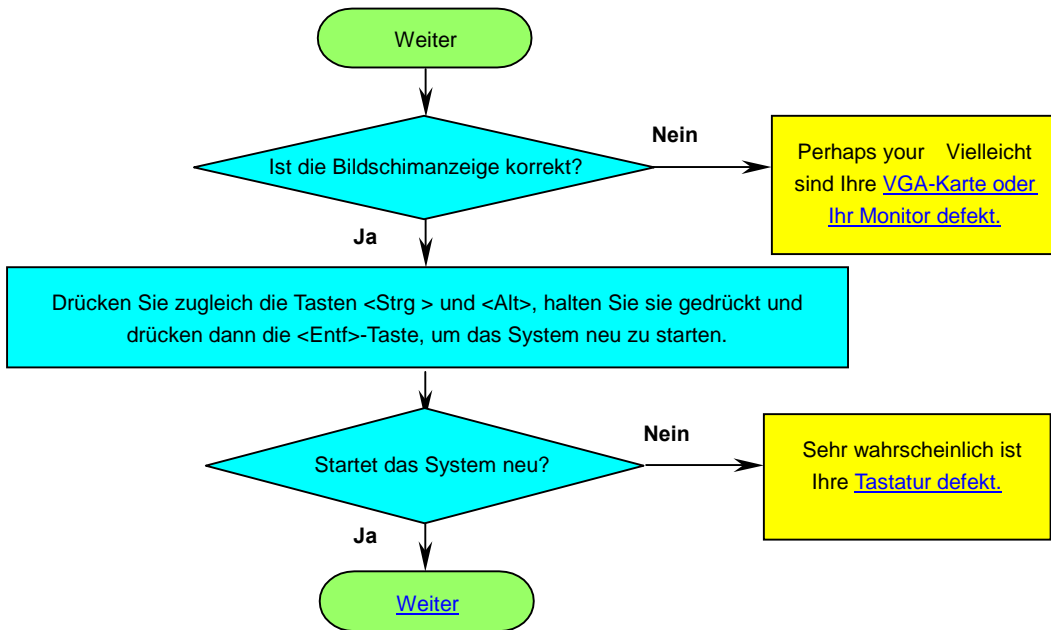 Weiter
Ist die Bildschimanzeige korrekt?
Nein
Perhaps your Vielleicht
sind Ihre VGA-Karte oder
Ihr Monitor defekt.
Ja
Drücken Sie zugleich die Tasten <Strg > und <Alt>, halten Sie sie gedrückt und
drücken dann die <Entf>-Taste, um das System neu zu starten.
Startet das System neu?
Nein
Sehr wahrscheinlich ist
Ihre Tastatur defekt.
Ja
Weiter